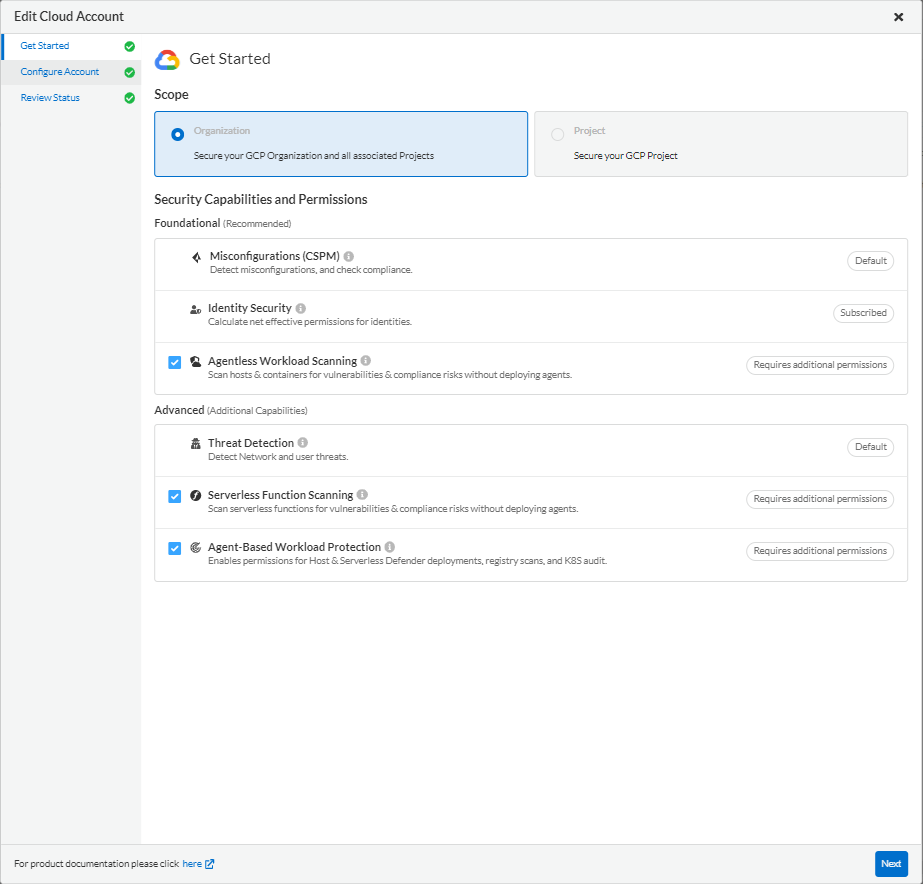 Edit Cloud Account
Get Started
Configure Account
Review Status
Get Started
Scope
Organization
Secure your GCP Organization and all associated Projects
Project
Secure your GCP Project
Security Capabilities and Permissions
Foundational (Recommended)
Misconfigurations (CSPM)
Detect misconfigurations, and check compliance.
Default
Identity Security
Calculate net effective permissions for identities.
Subscribed
Agentless Workload Scanning
Scan hosts & containers for vulnerabilities & compliance risks without deploying agents.
Requires additional permissions
Advanced (Additional Capabilities)
Threat Detection
Detect Network and user threats.
Default
Serverless Function Scanning
Scan serverless functions for vulnerabilities & compliance risks without deploying agents.
Requires additional permissions
Agent-Based Workload Protection
Enables permissions for Host & Serverless Defender deployments, registry scans, and K8S audit.
Requires additional permissions
For product documentation please click here
Next